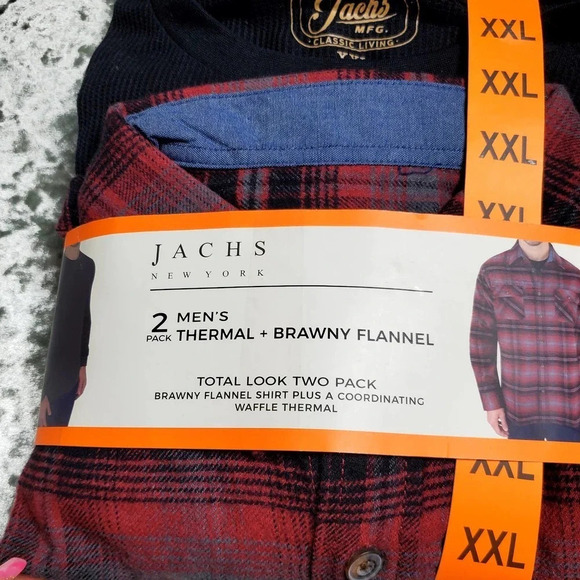 Jachs
MFG.
CLASSIC LIVING
XXL
XXL
XXL
XXL
JACHS
NEW YORK
2 PACK MEN'S
THERMAL + BRAWNY FLANNEL
TOTAL LOOK TWO PACK
BRAWNY FLANNEL SHIRT PLUS A COORDINATING
WAFFLE THERMAL
XXL
XXL